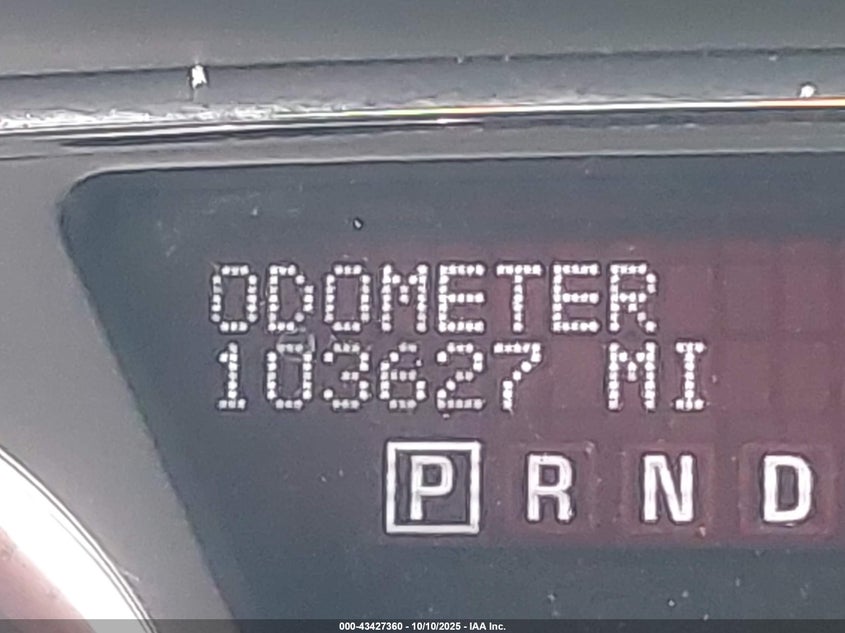 ODOMETER
103627 MI
P R N D
000-43427360 - 10/10/2025 - IAA Inc.